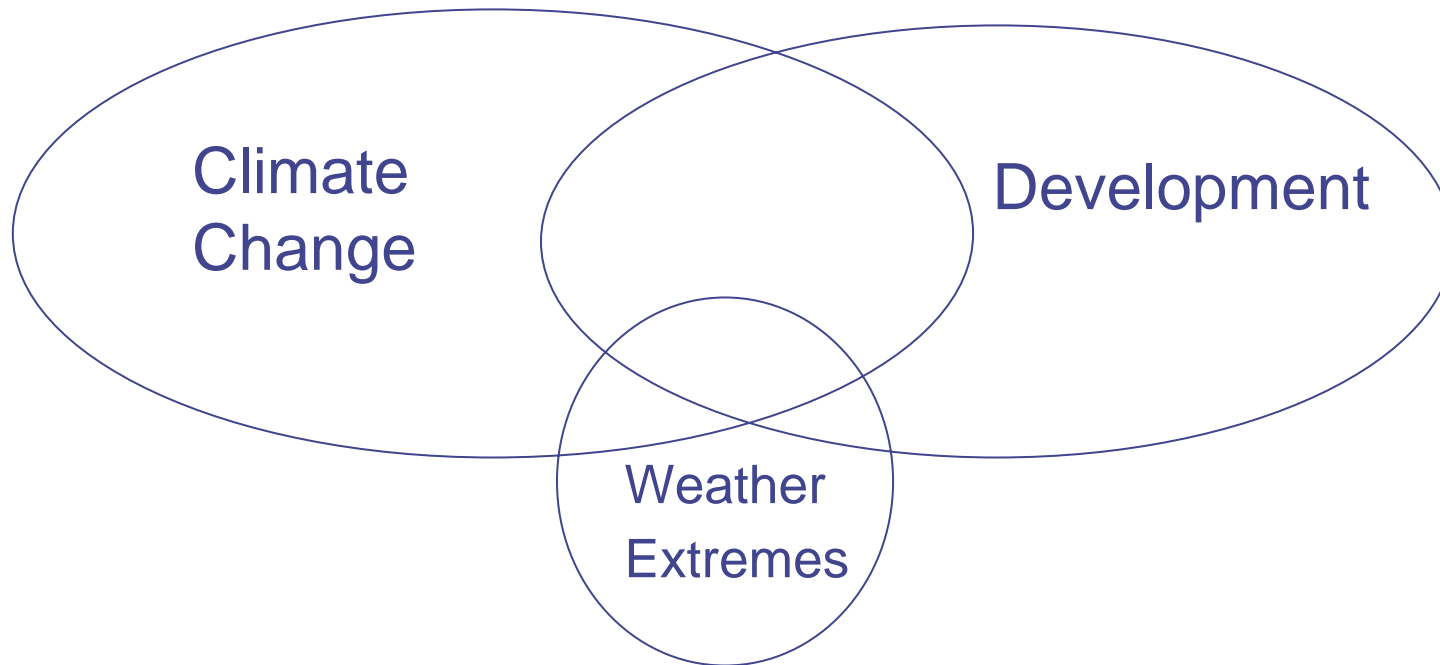 Climate
Change
Development
Weather
Extremes